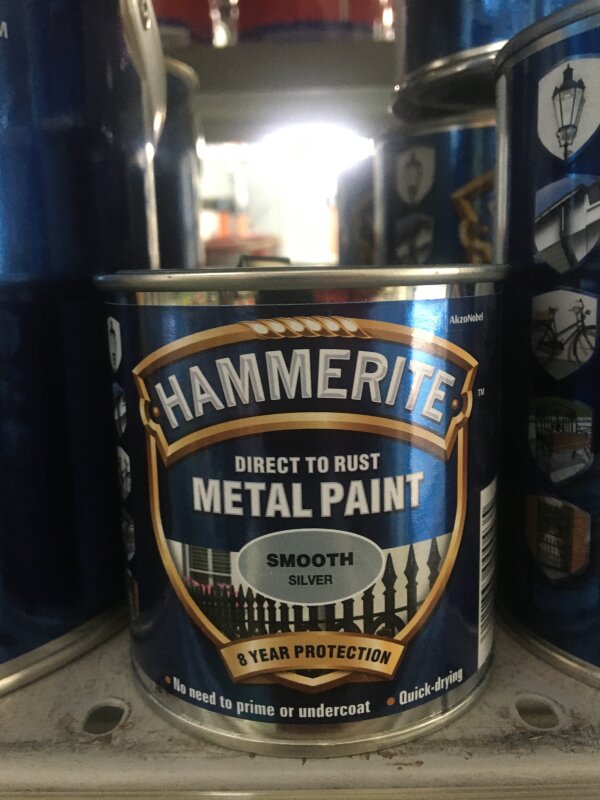 AkzoNobel
HAMMERITE™
DIRECT TO RUST
METAL PAINT
SMOOTH
SILVER
8 YEAR PROTECTION
• No need to prime or undercoat • Quick-drying
M